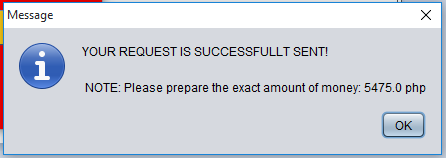 Message
YOUR REQUEST IS SUCCESSFULLT SENT!
NOTE: Please prepare the exact amount of money: 5475.0 php
OK